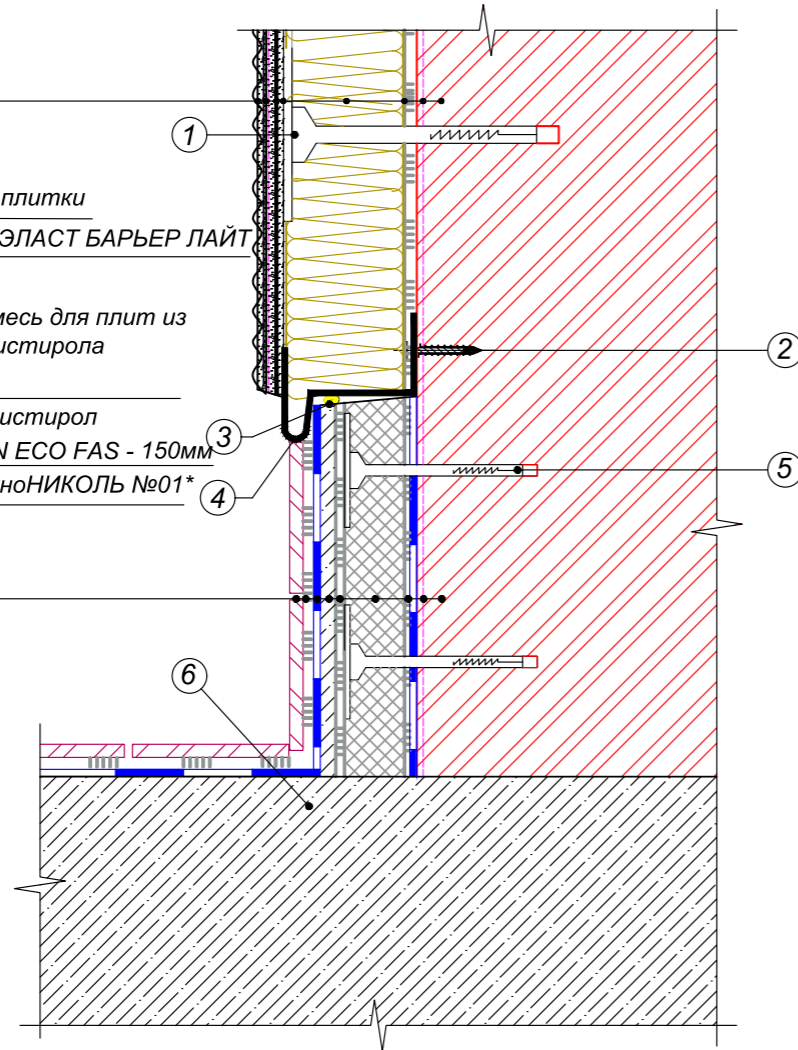 1
плитки
ЭЛАСТ БАРЬЕР ЛАЙТ
месь для плит из
истирола
2
истирол
3
N ECO FAS - 150мм
5
ноНИКОЛЬ №01*
4
6